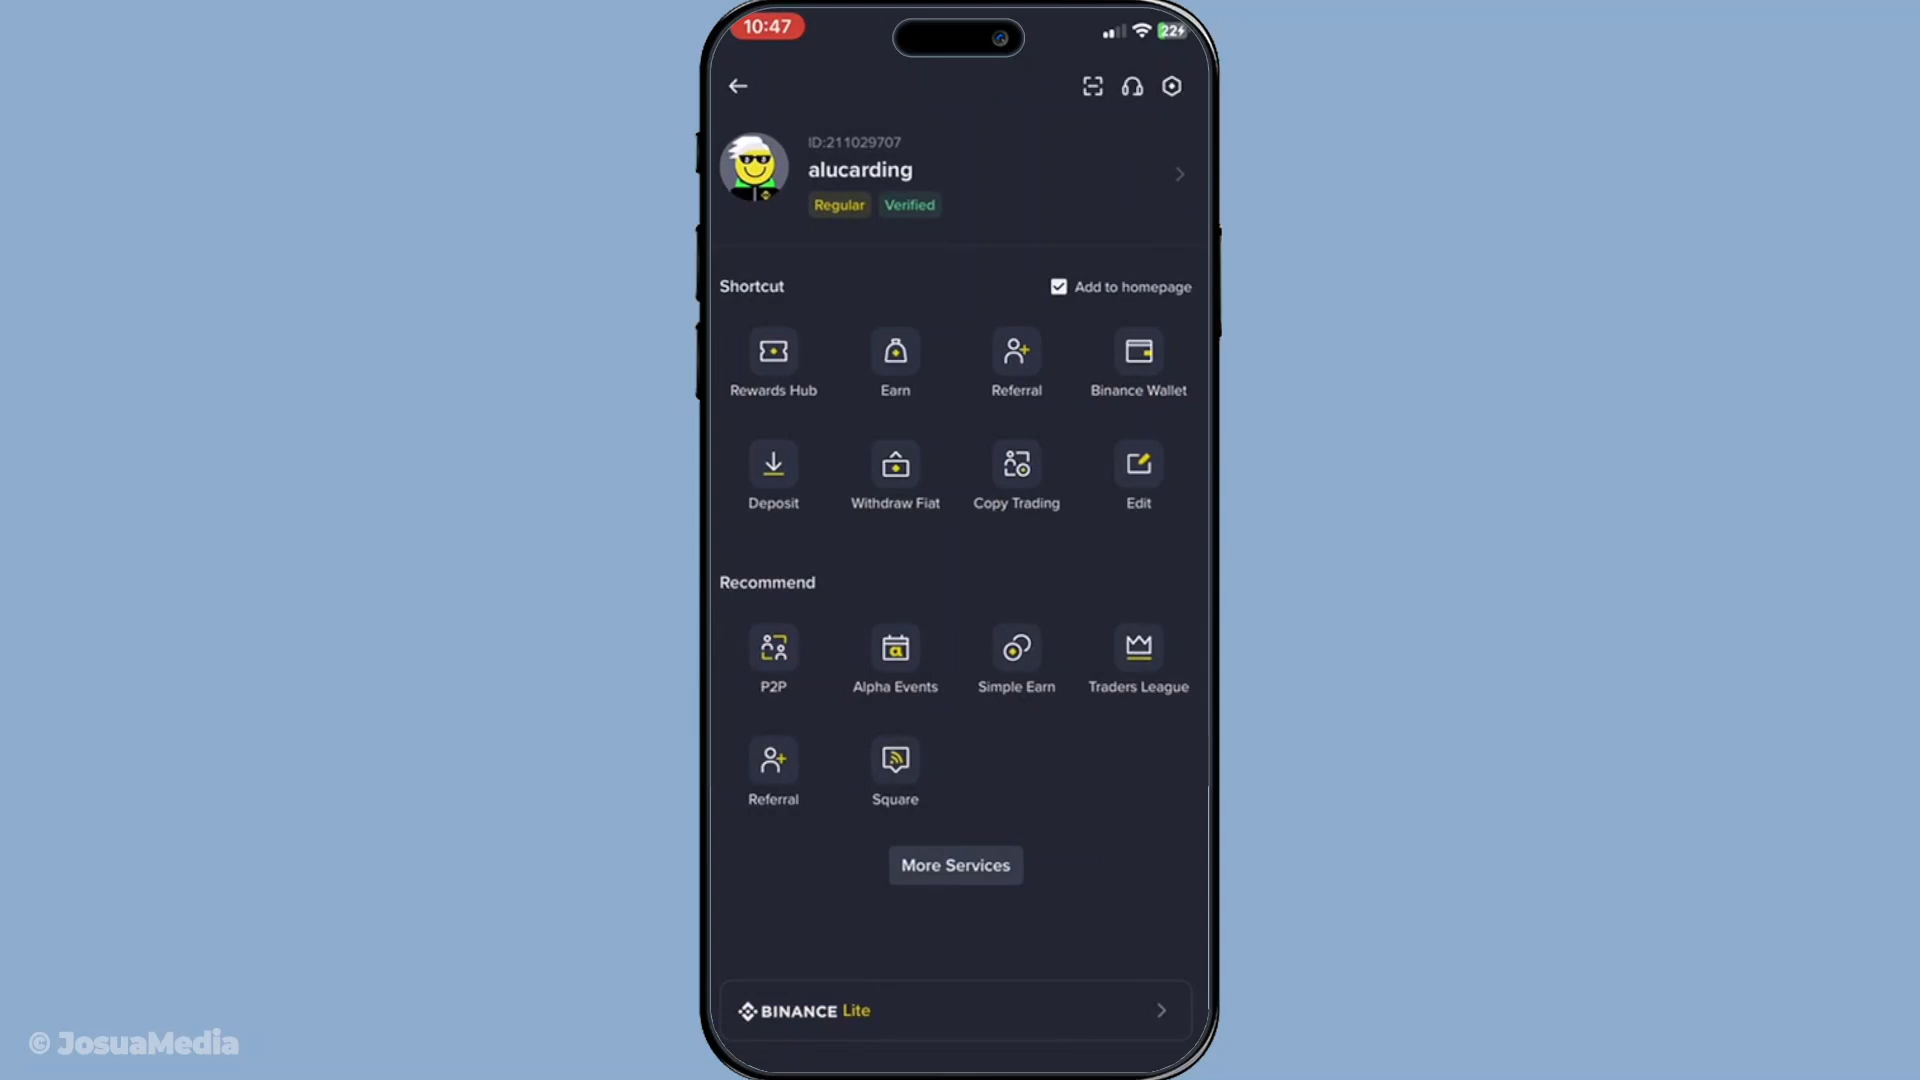 10:47
22
ID:211029707
alucarding
Regular Verified
Shortcut
Add to homepage
Rewards Hub Earn Referral Binance Wallet
Deposit Withdraw Fiat Copy Trading Edit
Recommend
P2P Alpha Events Simple Earn Traders League
Referral Square
More Services
BINANCE Lite
© JosuaMedia